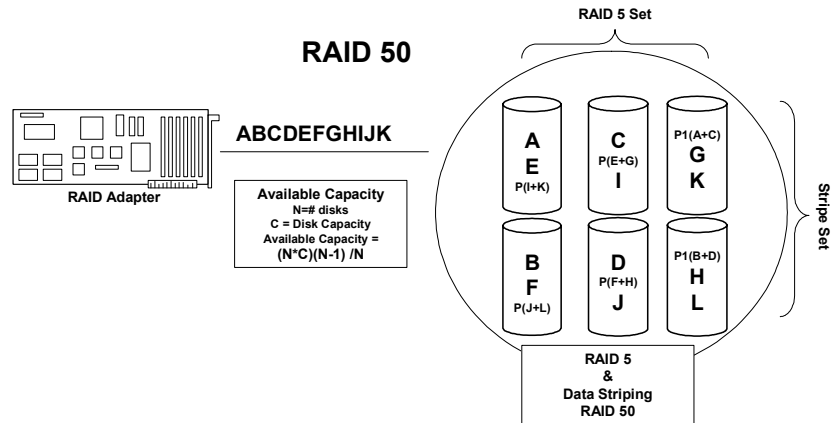 RAID 5 Set
RAID 50
ABCDEFGHIJK
RAID Adapter
Available Capacity
N=# disks
C = Disk Capacity
Available Capacity =
(N*C)(N-1) /N
A
E
P(I+K)
C
P(E+G)
I
P1(A+C)
G
K
B
F
P(J+L)
D
P(F+H)
J
P1(B+D)
H
L
Stripe Set
RAID 5
&
Data Striping
RAID 50